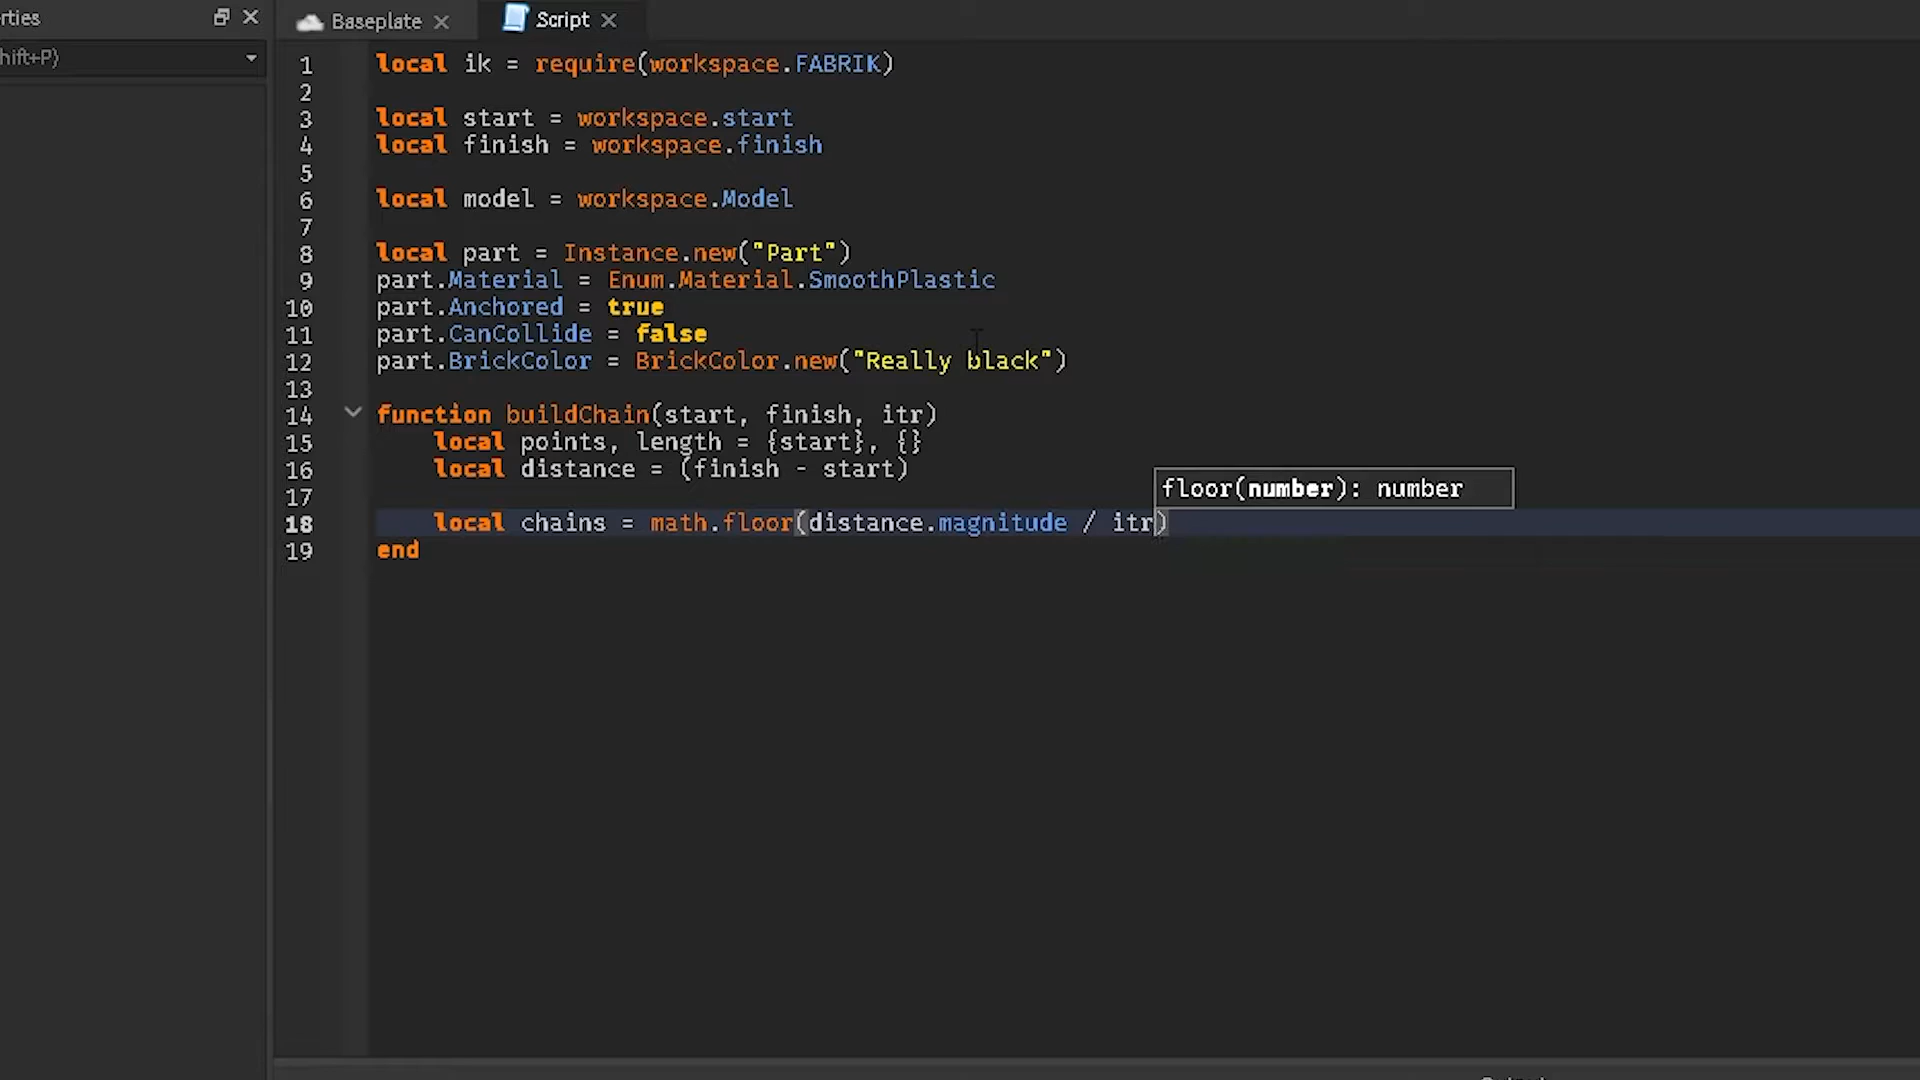 rties
Baseplate
Script
hift+P)
1 local ik = require(workspace.FABRIK)
2
3 local start = workspace.start
4 local finish = workspace.finish
5
6 local model = workspace.Model
7
8 local part = Instance.new("Part")
9 part.Material = Enum.Material.SmoothPlastic
10 part.Anchored = true
11 part.CanCollide = false
12 part.BrickColor = BrickColor.new("Really black")
13
14 function buildChain(start, finish, itr)
15 local points, length = {start}, {}
16 local distance = (finish - start)
17
floor(number): number
18 local chains = math.floor(distance.magnitude / itr)
19 end